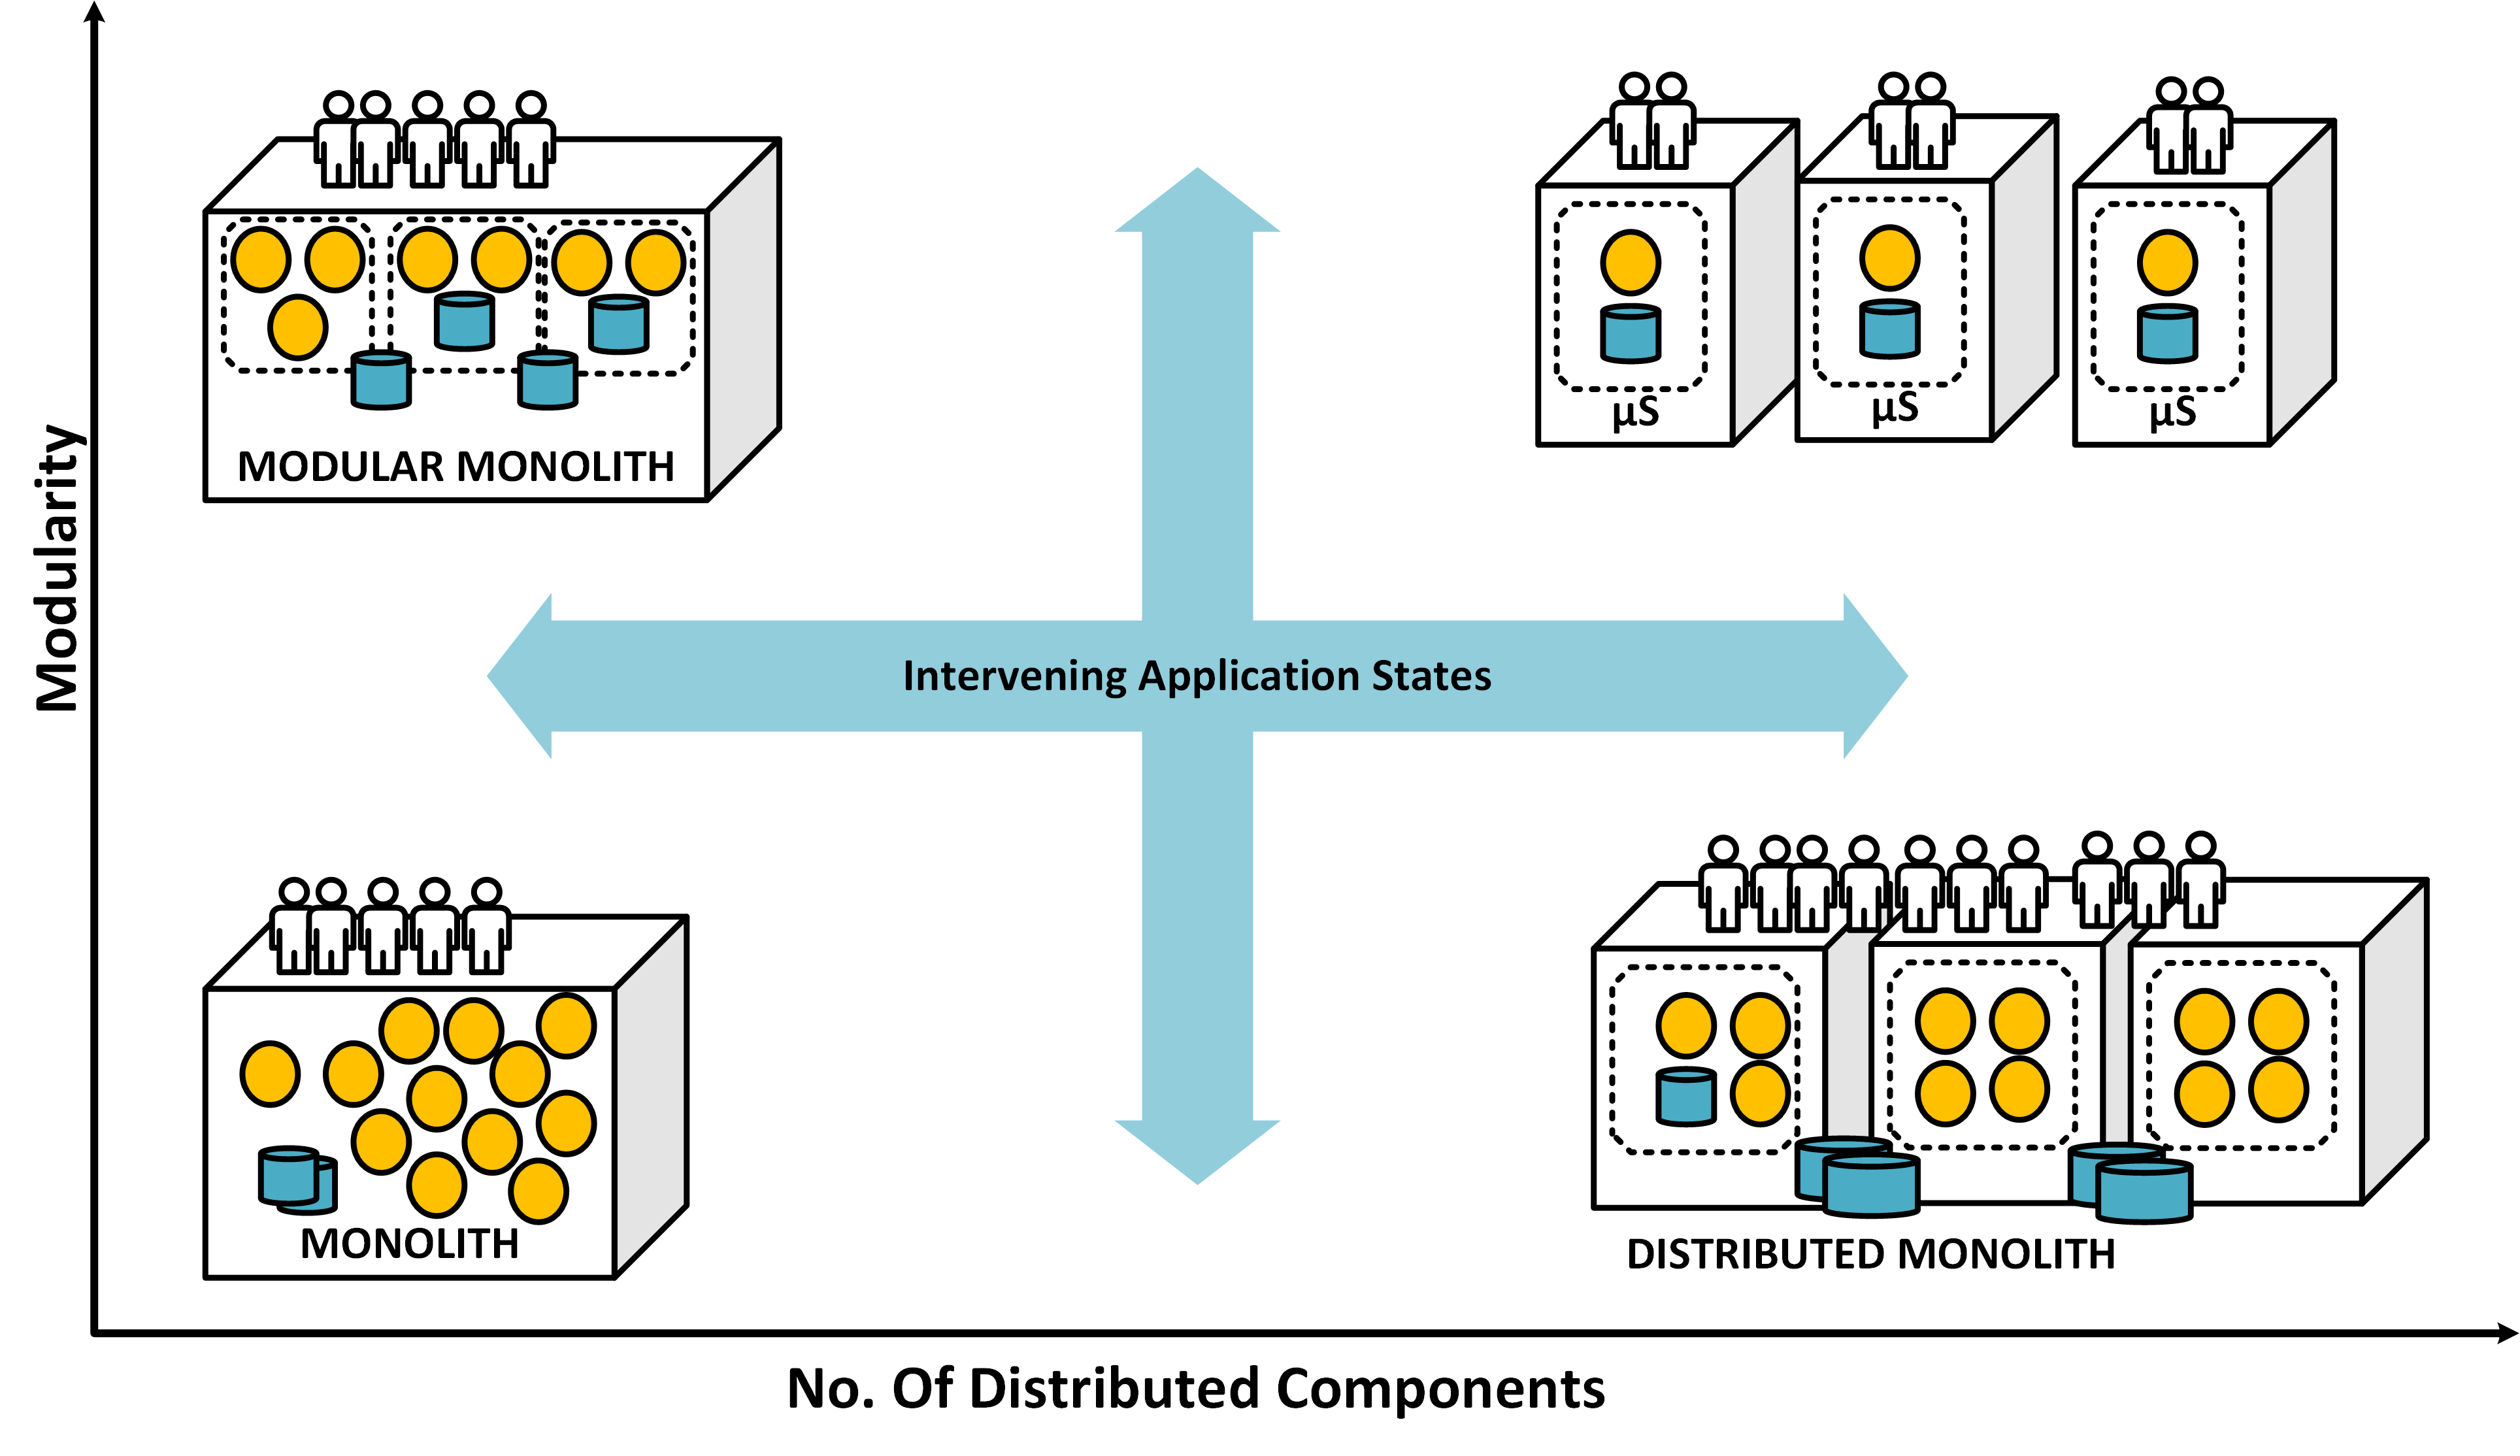 Modularity
MODULAR MONOLITH
µS
µS
µS
Intervening Application States
MONOLITH
DISTRIBUTED MONOLITH
No. Of Distributed Components